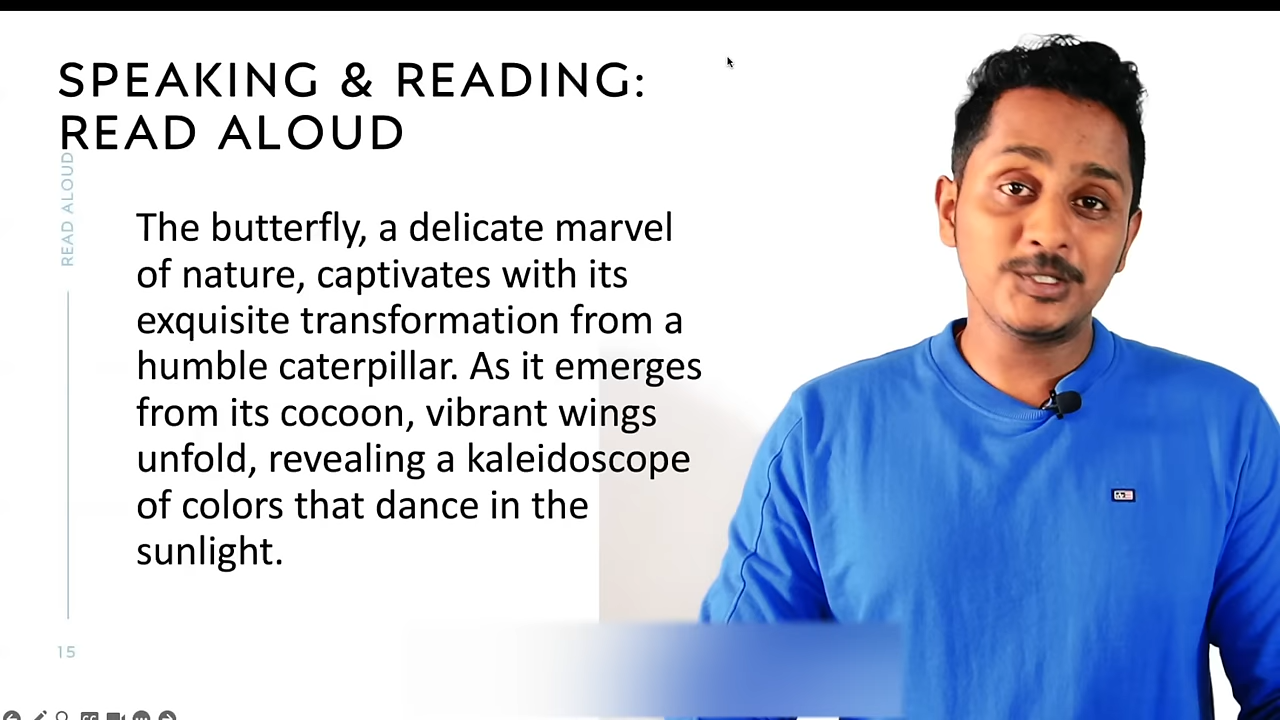 SPEAKING & READING:
READ ALOUD
READ ALOUD
The butterfly, a delicate marvel
of nature, captivates with its
exquisite transformation from a
humble caterpillar. As it emerges
from its cocoon, vibrant wings
unfold, revealing a kaleidoscope
of colors that dance in the
sunlight.
15